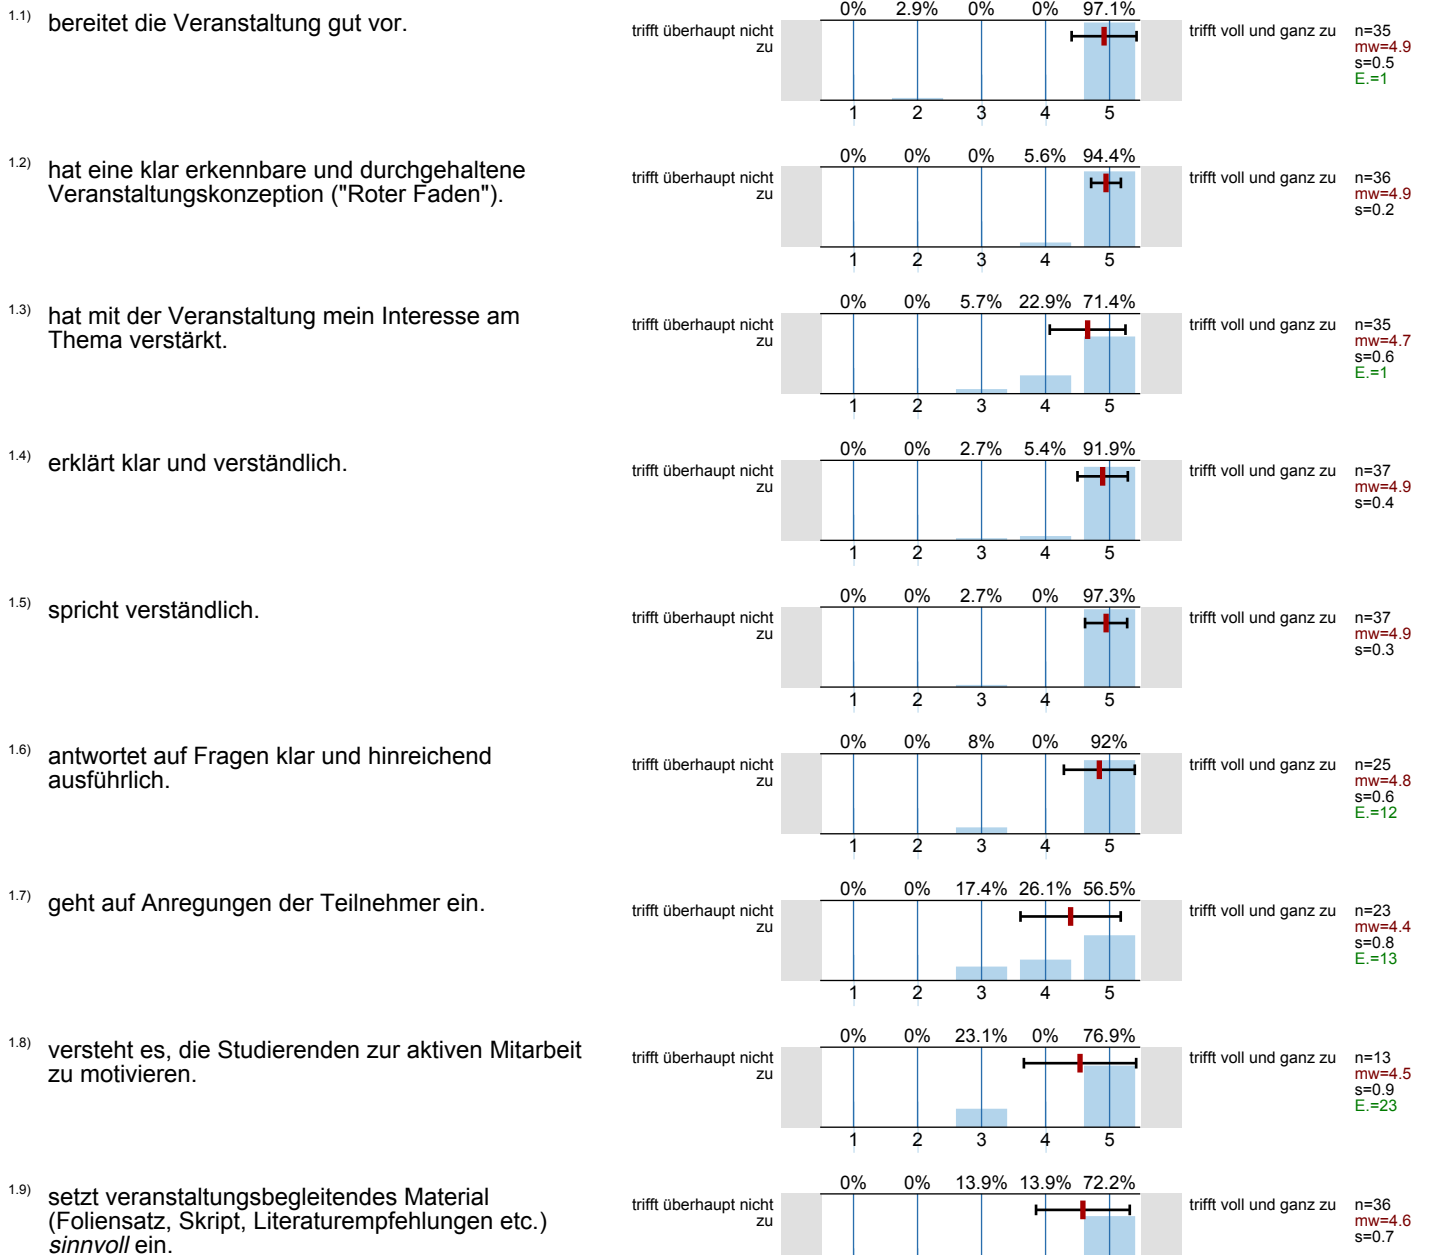 1.1) bereitet die Veranstaltung gut vor.
0% 2.9% 0% 0% 97.1%
trifft überhaupt nicht
zu
trifft voll und ganz zu
n=35
mw=4.9
s=0.5
E.=1
1 2 3 4 5
1.2) hat eine klar erkennbare und durchgehaltene
Veranstaltungskonzeption ("Roter Faden").
0% 0% 0% 5.6% 94.4%
trifft überhaupt nicht
zu
trifft voll und ganz zu
n=36
mw=4.9
s=0.2
1 2 3 4 5
1.3) hat mit der Veranstaltung mein Interesse am
Thema verstärkt.
0% 0% 5.7% 22.9% 71.4%
trifft überhaupt nicht
zu
trifft voll und ganz zu
n=35
mw=4.7
s=0.6
E.=1
1 2 3 4 5
1.4) erklärt klar und verständlich.
0% 0% 2.7% 5.4% 91.9%
trifft überhaupt nicht
zu
trifft voll und ganz zu
n=37
mw=4.9
s=0.4
1 2 3 4 5
1.5) spricht verständlich.
0% 0% 2.7% 0% 97.3%
trifft überhaupt nicht
zu
trifft voll und ganz zu
n=37
mw=4.9
s=0.3
1 2 3 4 5
1.6) antwortet auf Fragen klar und hinreichend
ausführlich.
0% 0% 8% 0% 92%
trifft überhaupt nicht
zu
trifft voll und ganz zu
n=25
mw=4.8
s=0.6
E.=12
1 2 3 4 5
1.7) geht auf Anregungen der Teilnehmer ein.
0% 0% 17.4% 26.1% 56.5%
trifft überhaupt nicht
zu
trifft voll und ganz zu
n=23
mw=4.4
s=0.8
E.=13
1 2 3 4 5
1.8) versteht es, die Studierenden zur aktiven Mitarbeit
zu motivieren.
0% 0% 23.1% 0% 76.9%
trifft überhaupt nicht
zu
trifft voll und ganz zu
n=13
mw=4.5
s=0.9
E.=23
1 2 3 4 5
1.9) setzt veranstaltungsbegleitendes Material
(Foliensatz, Skript, Literaturempfehlungen etc.)
sinnvoll ein.
0% 0% 13.9% 13.9% 72.2%
trifft überhaupt nicht
zu
trifft voll und ganz zu
n=36
mw=4.6
s=0.7